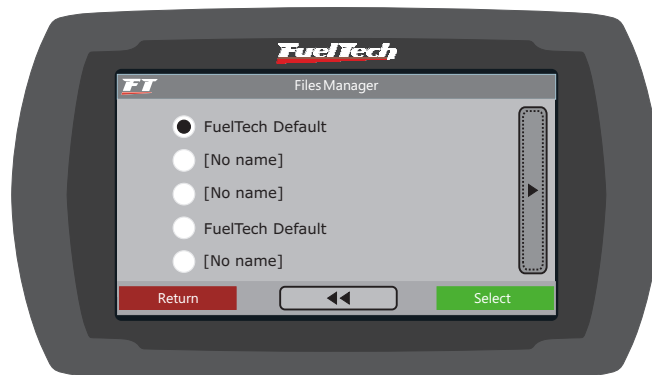 FuelTech
FT
Files Manager
FuelTech Default
[No name]
[No name]
FuelTech Default
[No name]
Return
Select